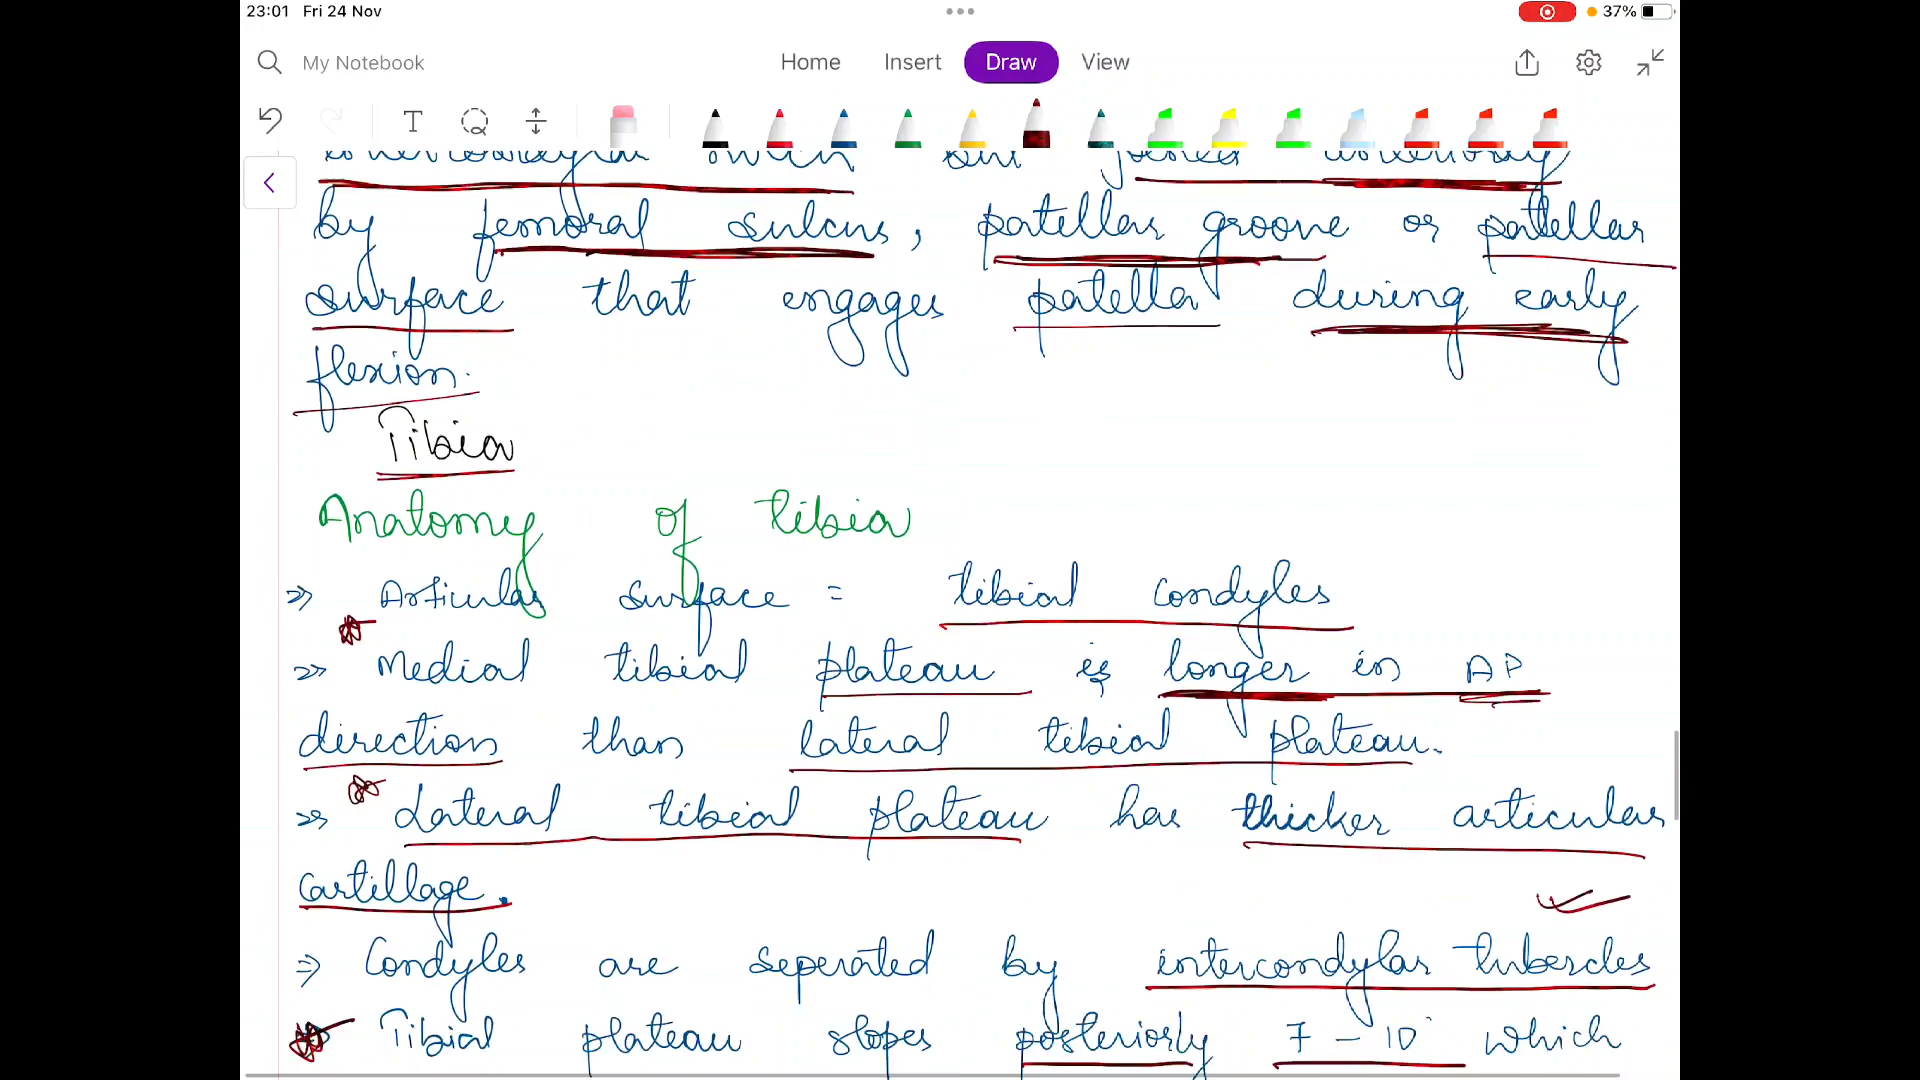 23:01 Fri 24 Nov 37%
My Notebook Home Insert Draw View
T
by femoral sulcus, patellar groove or patellar
surface that engages patella during early
flexion.
Tibia
Anatomy of tibia
⇒ Articular surface = tibial condyles
⇒ Medial tibial plateau is longer in AP
direction than lateral tibial plateau.
⇒ Lateral tibial plateau has thicker articular
cartillage.
⇒ Condyles are seperated by intercondylar tubercles
Tibial plateau slopes posteriorly 7 - 10° which